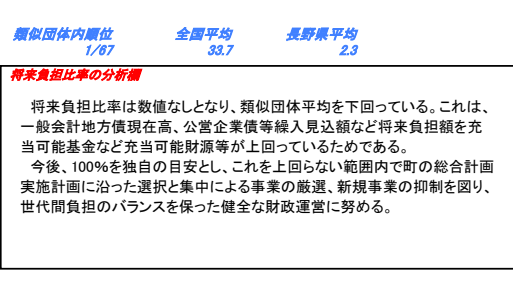 類似団体内順位 全国平均 長野県平均
1/67 33.7 2.3
将来負担比率の分析欄
将来負担比率は数値なしとなり、類似団体平均を下回っている。これは、
一般会計地方債現在高、公営企業債等繰入見込額など将来負担額を充
当可能基金など充当可能財源等が上回っているためである。
今後、100%を独自の目安とし、これを上回らない範囲内で町の総合計画
実施計画に沿った選択と集中による事業の厳選、新規事業の抑制を図り、
世代間負担のバランスを保った健全な財政運営に努める。